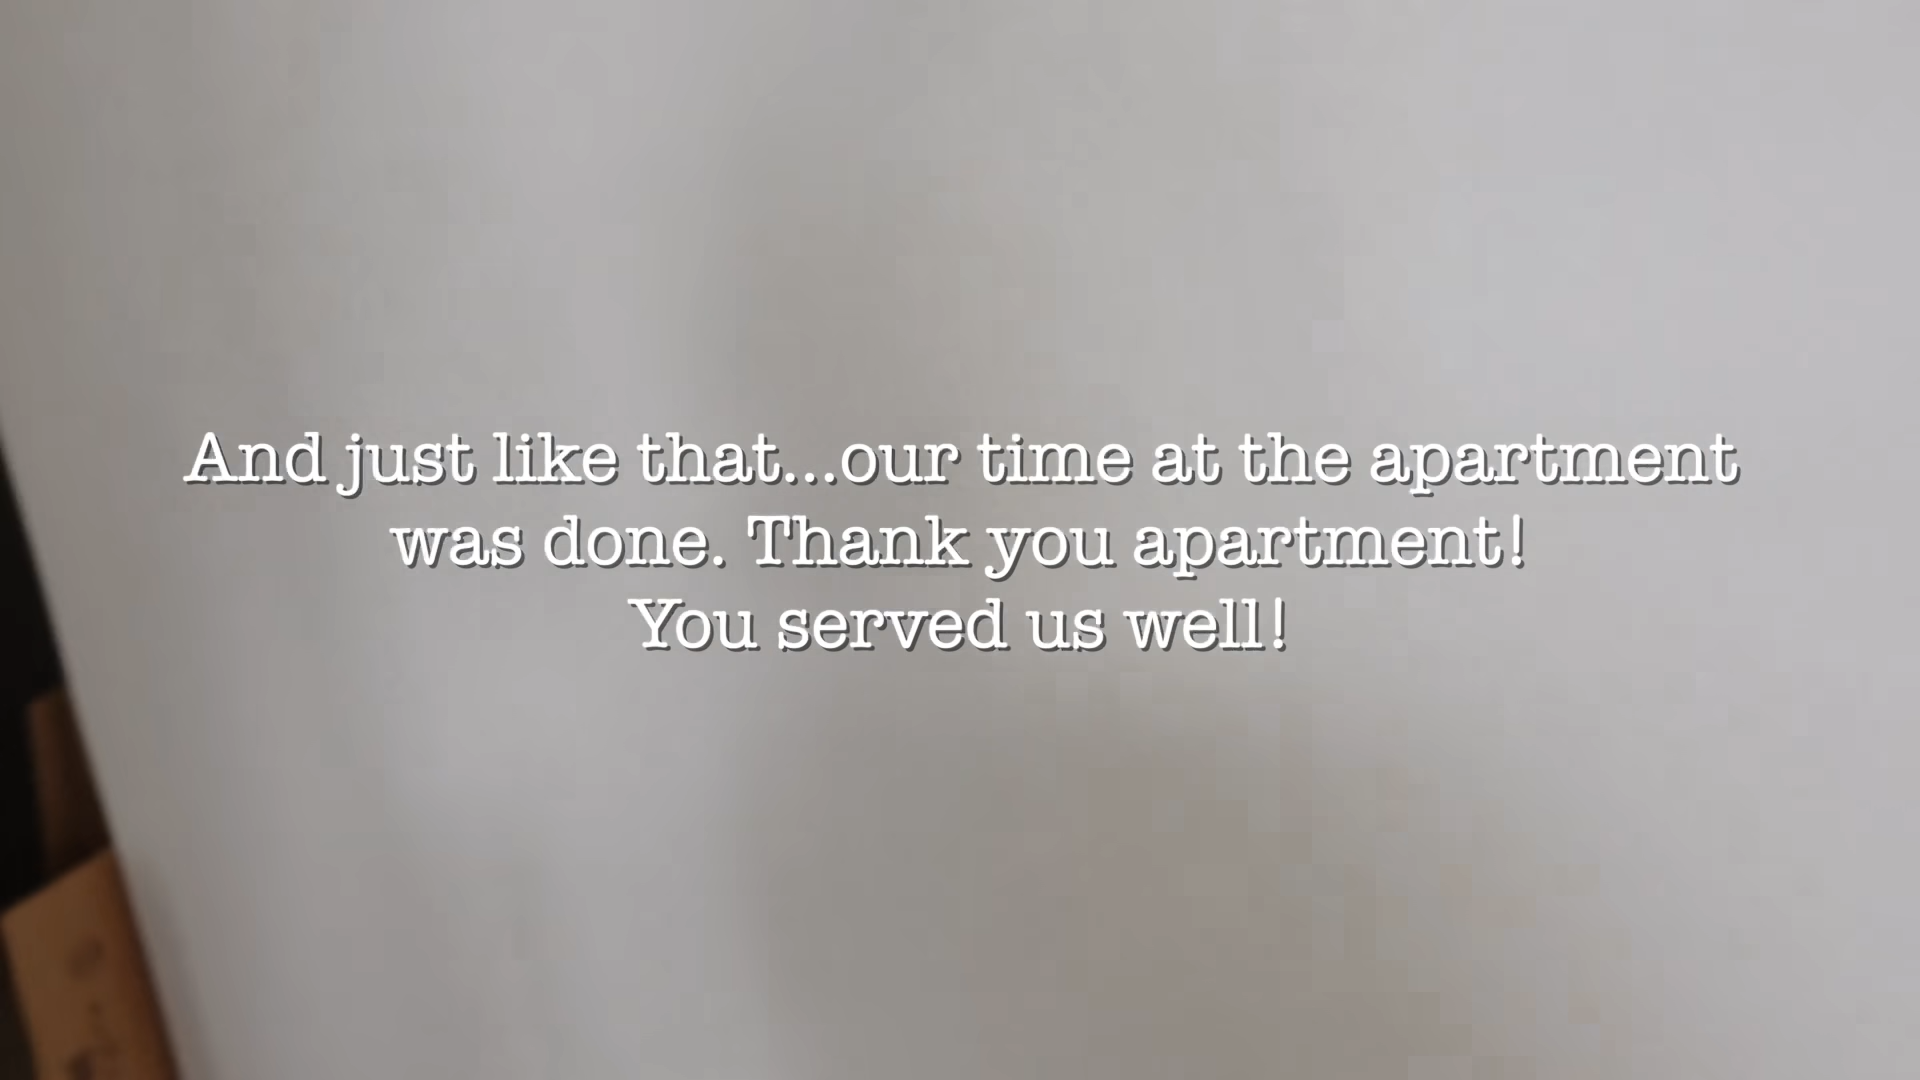 And just like that...our time at the apartment
was done. Thank you apartment!
You served us well!